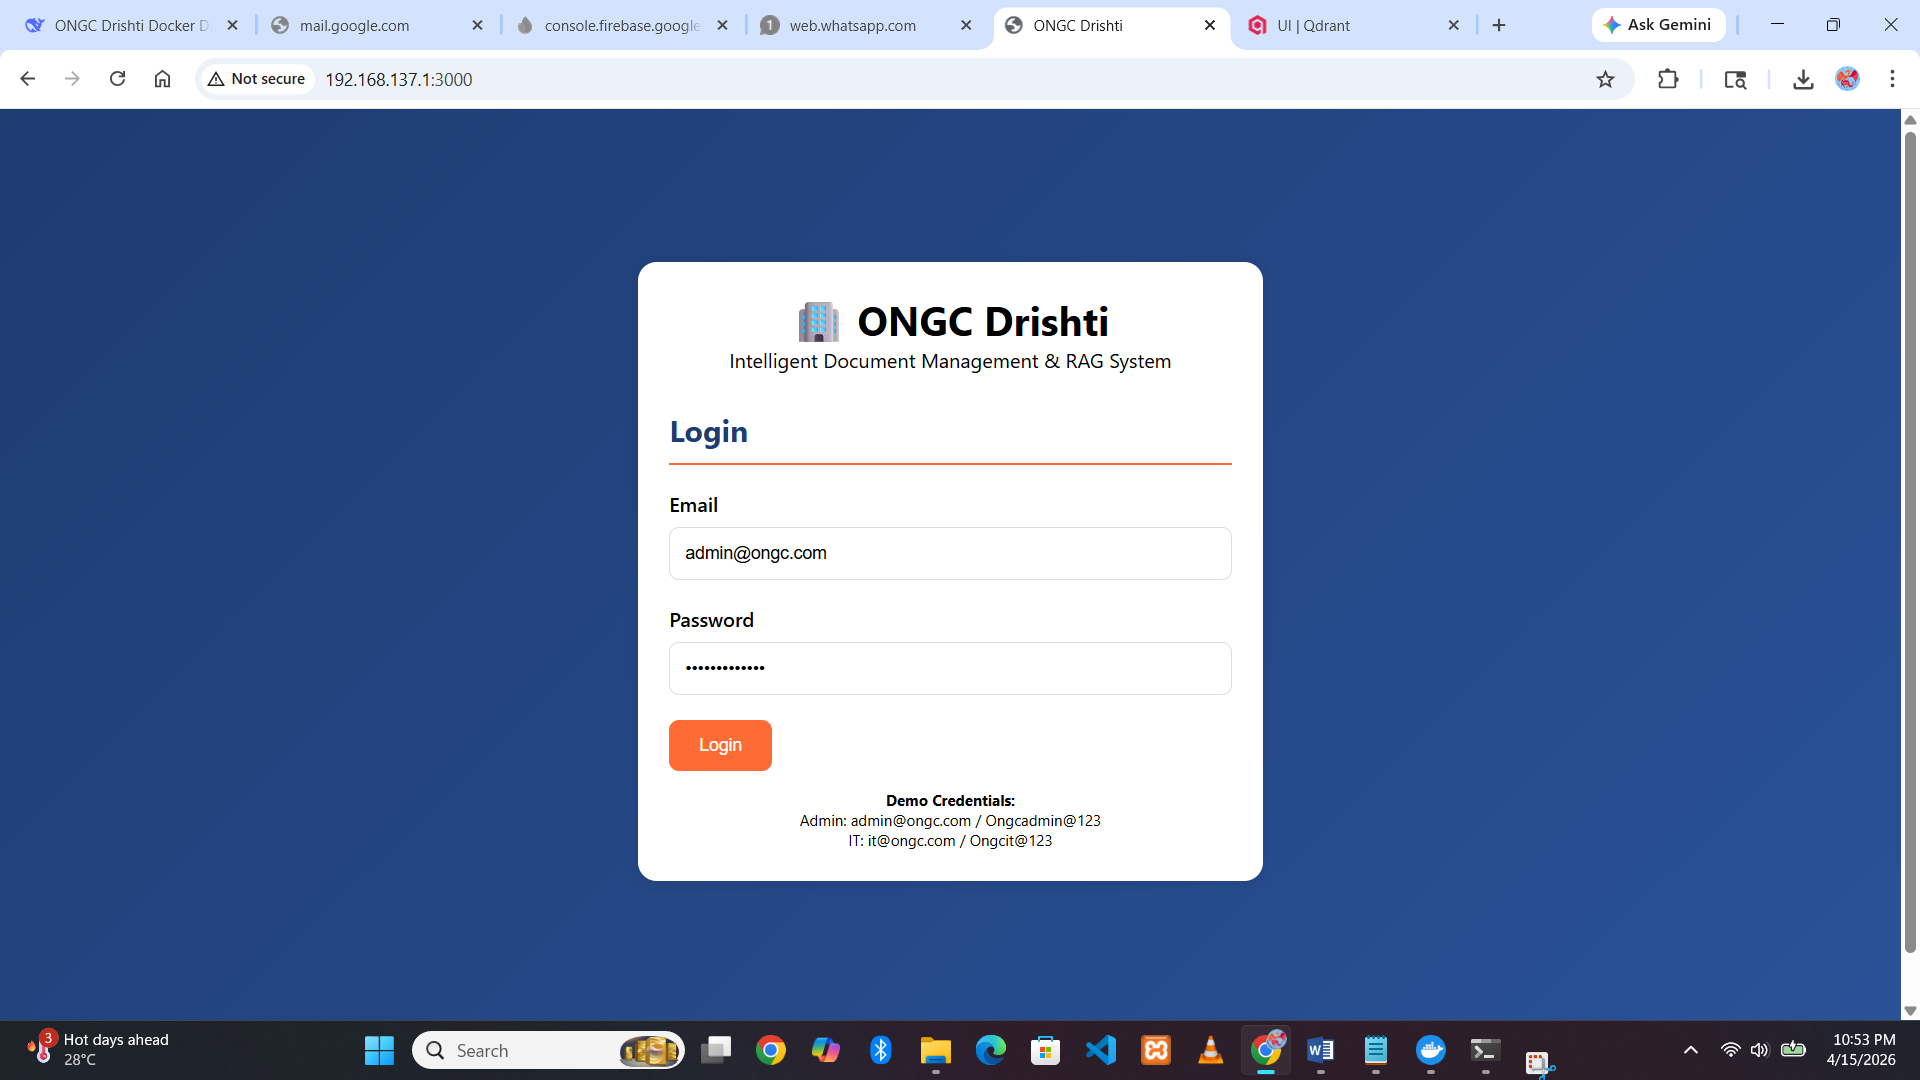 ONGC Drishti Docker D
mail.google.com
console.firebase.google
1
web.whatsapp.com
ONGC Drishti
UI | Qdrant
Ask Gemini
Not secure
192.168.137.1:3000
ONGC Drishti
Intelligent Document Management & RAG System
Login
Email
admin@ongc.com
Password
•••••••••••••
Login
Demo Credentials:
Admin: admin@ongc.com / Ongcadmin@123
IT: it@ongc.com / Ongcit@123
3
Hot days ahead
28°C
Search
10:53 PM
4/15/2026